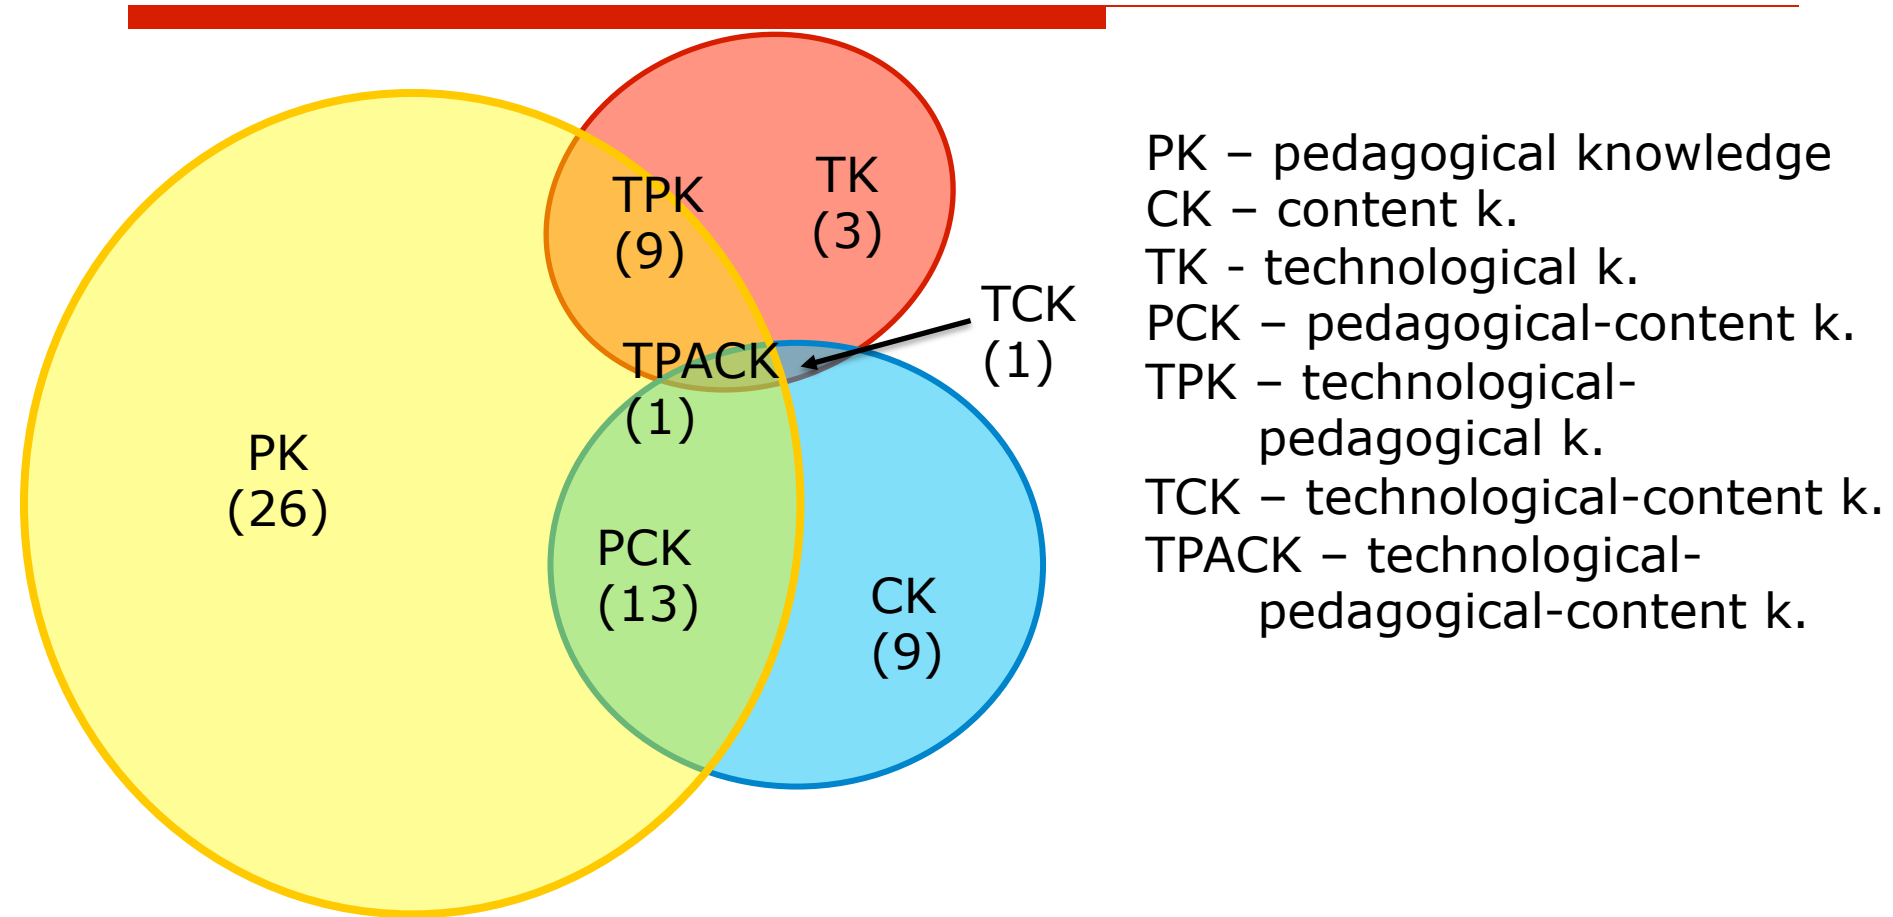 TPK
(9)
TK
(3)
TCK
(1)
TPACK
(1)
PK
(26)
PCK
(13)
CK
(9)
PK – pedagogical knowledge
CK – content k.
TK - technological k.
PCK – pedagogical-content k.
TPK – technological-
pedagogical k.
TCK – technological-content k.
TPACK – technological-
pedagogical-content k.